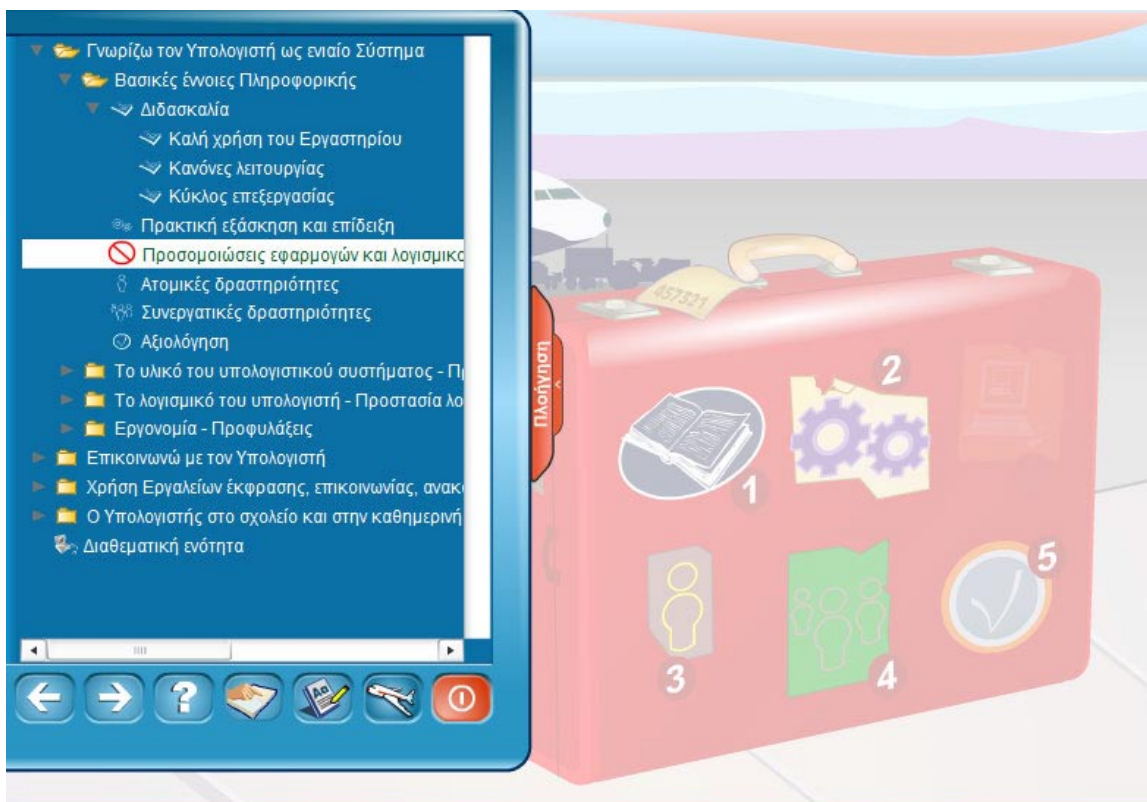 Γνωρίζω τον Υπολογιστή ως ενιαίο Σύστημα
Βασικές έννοιες Πληροφορικής
Διδασκαλία
Καλή χρήση του Εργαστηρίου
Κανόνες λειτουργίας
Κύκλος επεξεργασίας
Πρακτική εξάσκηση και επίδειξη
Προσομοιώσεις εφαρμογών και λογισμικο
Ατομικές δραστηριότητες
Συνεργατικές δραστηριότητες
Αξιολόγηση
Το υλικό του υπολογιστικού συστήματος - Πρ
Το λογισμικό του υπολογιστή - Προστασία λο
Εργονομία - Προφυλάξεις
Επικοινωνώ με τον Υπολογιστή
Χρήση Εργαλείων έκφρασης, επικοινωνίας, ανακ
Ο Υπολογιστής στο σχολείο και στην καθημερινή
Διαθεματική ενότητα
Πλοήγηση
457321
1
2
3
4
5